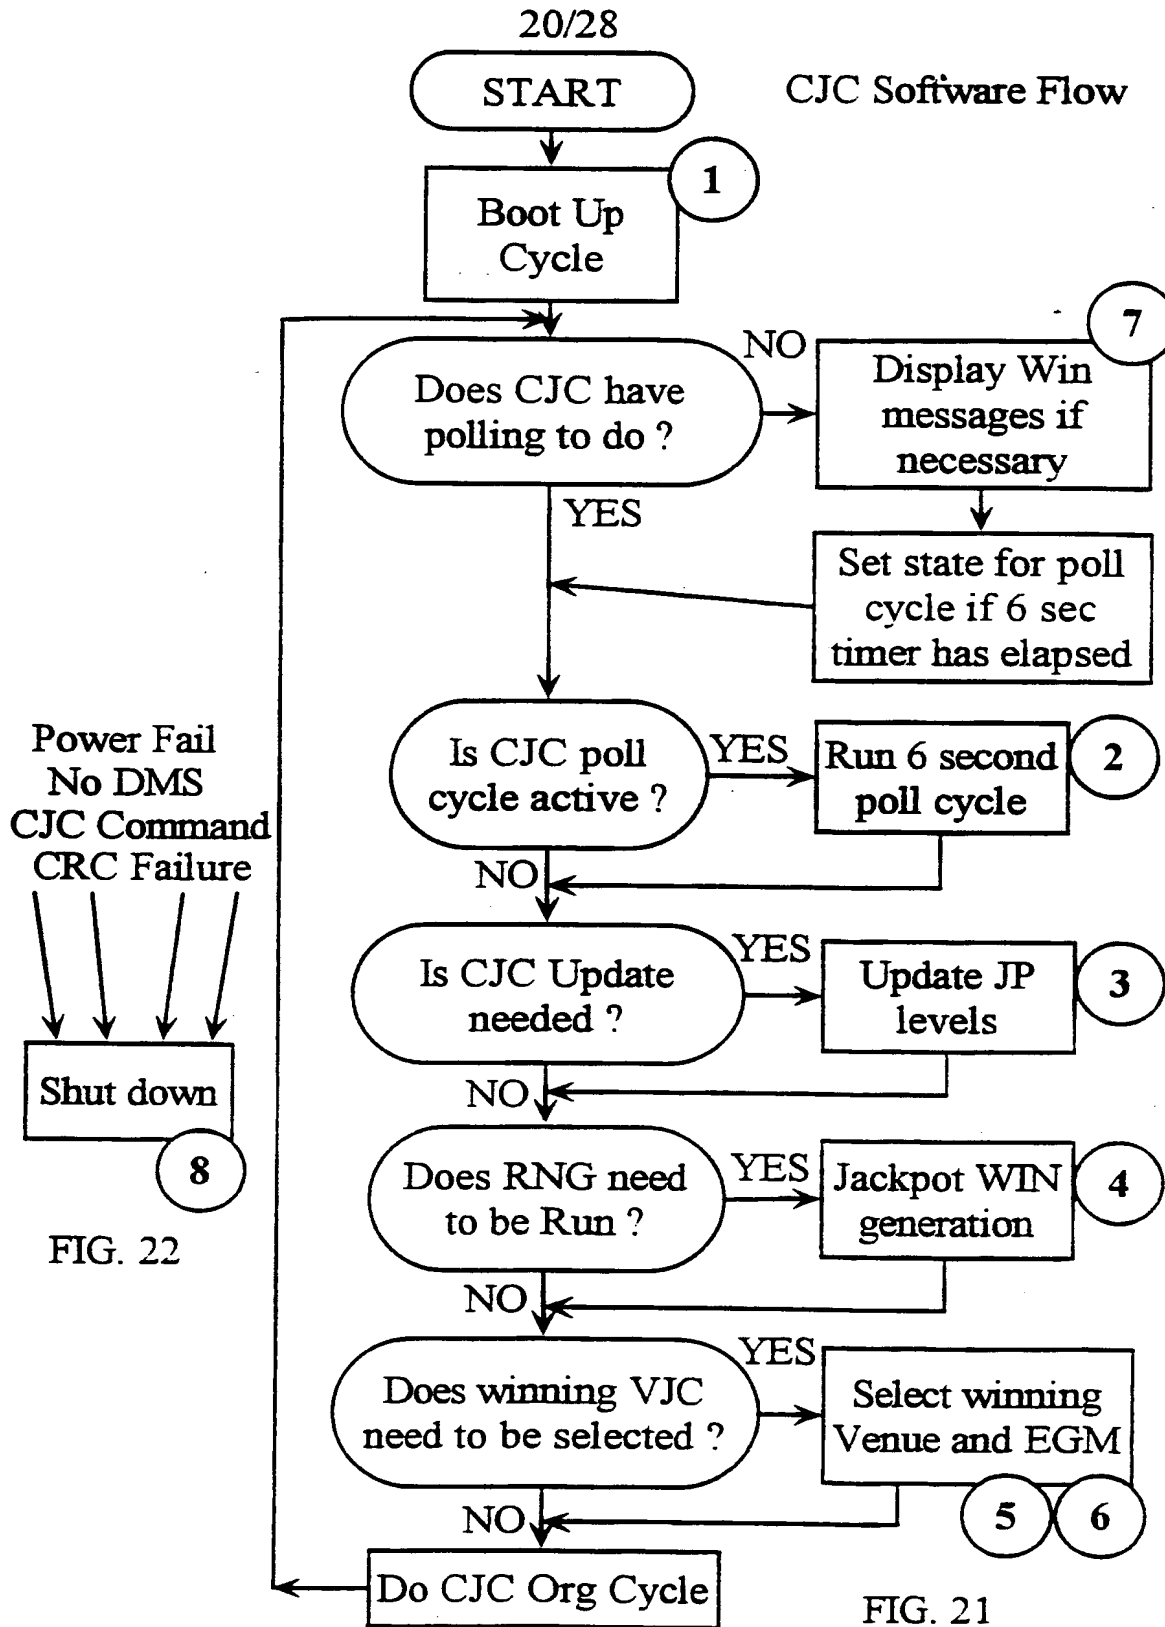 20/28
START
CJC Software Flow
1
Boot Up
Cycle
7
NO
Does CJC have
polling to do ?
Display Win
messages if
necessary
YES
Set state for poll
cycle if 6 sec
timer has elapsed
Power Fail
No DMS
CJC Command
CRC Failure
Is CJC poll
cycle active ?
YES
Run 6 second
poll cycle
2
NO
Is CJC Update
needed ?
YES
Update JP
levels
3
Shut down
8
NO
Does RNG need
to be Run ?
YES
Jackpot WIN
generation
4
FIG. 22
NO
Does winning VJC
need to be selected ?
YES
Select winning
Venue and EGM
5
6
NO
Do CJC Org Cycle
FIG. 21